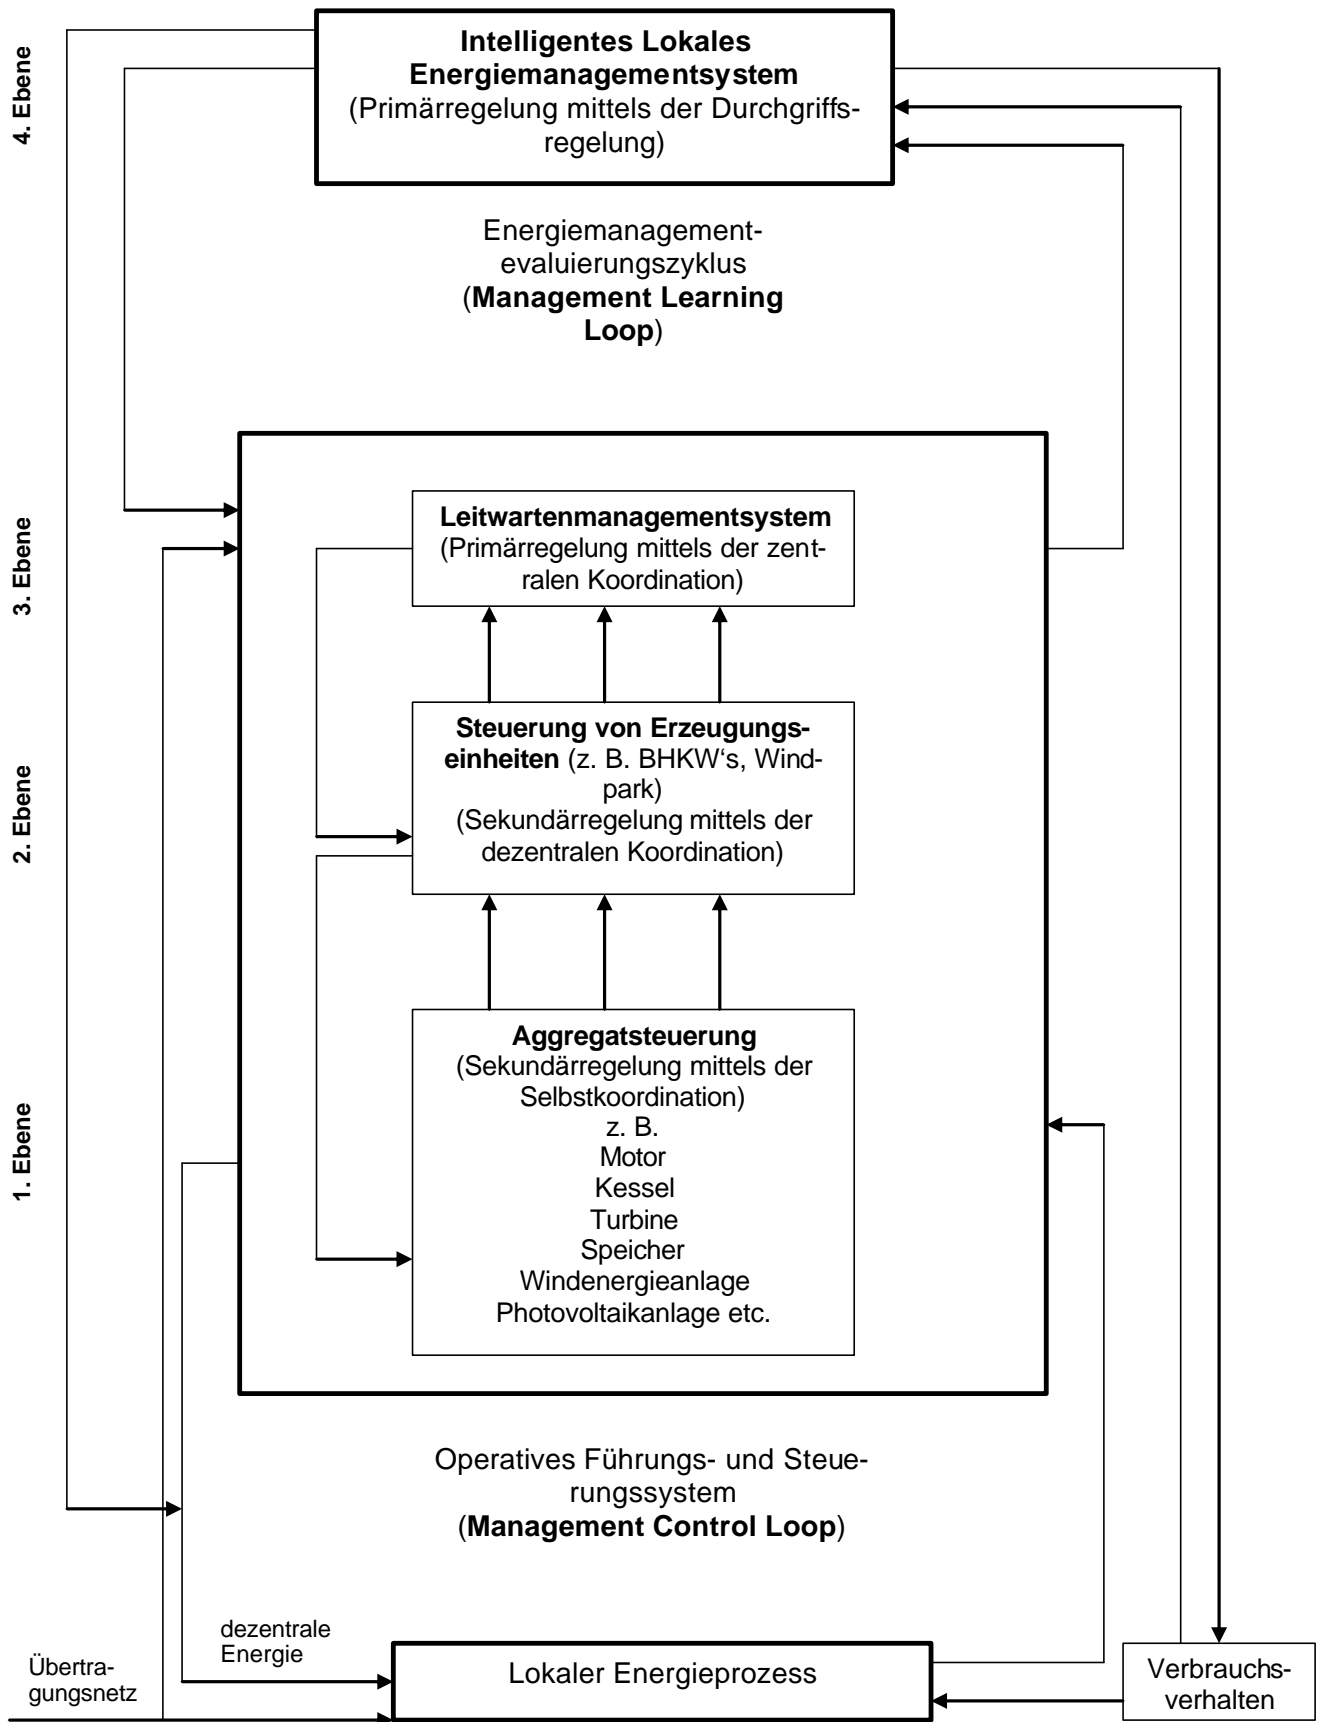 4. Ebene
Intelligentes Lokales
Energiemanagementsystem
(Primärregelung mittels der Durchgriffs-
regelung)
Energiemanagement-
evaluierungszyklus
(Management Learning
Loop)
3. Ebene
Leitwartenmanagementsystem
(Primärregelung mittels der zent-
ralen Koordination)
2. Ebene
Steuerung von Erzeugungs-
einheiten (z. B. BHKW‘s, Wind-
park)
(Sekundärregelung mittels der
dezentralen Koordination)
1. Ebene
Aggregatsteuerung
(Sekundärregelung mittels der
Selbstkoordination)
z. B.
Motor
Kessel
Turbine
Speicher
Windenergieanlage
Photovoltaikanlage etc.
Operatives Führungs- und Steue-
rungssystem
(Management Control Loop)
dezentrale
Energie
Übertra-
gungsnetz
Lokaler Energieprozess
Verbrauchs-
verhalten